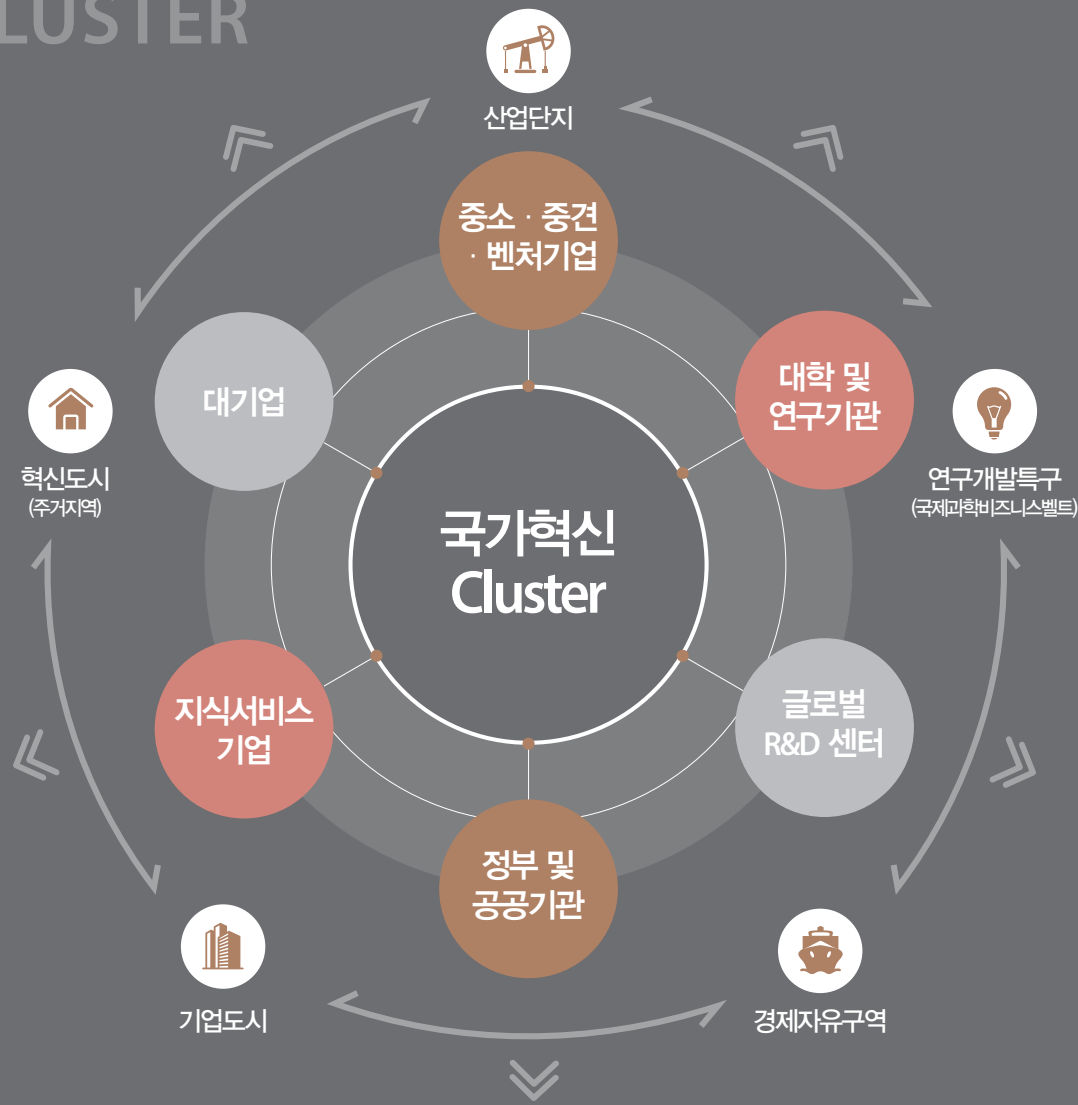 LUSTER
산업단지
중소 · 중견
· 벤처기업
대기업
대학 및
연구기관
혁신도시
(주거지역)
연구개발특구
(국제과학비즈니스벨트)
국가혁신
Cluster
지식서비스
기업
글로벌
R&D 센터
정부 및
공공기관
기업도시
경제자유구역